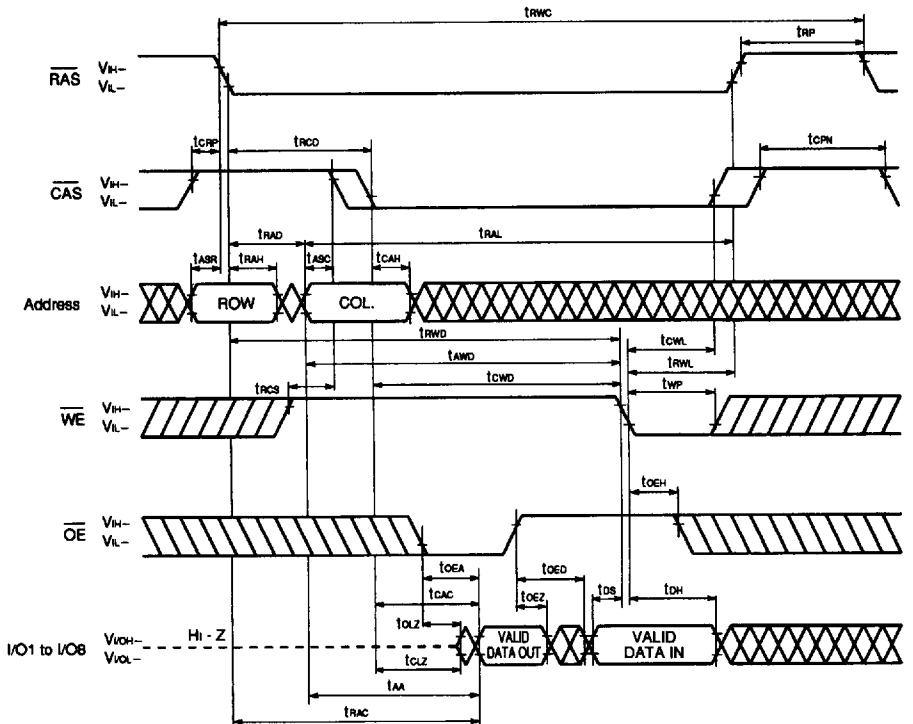 tRWC
tRP
RAS
VIH–
VIL–
tCRP
tRCD
tCPN
CAS
VIH–
VIL–
tRAD
tRAL
tASR
tRAH
tASC
tCAH
Address
VIH–
VIL–
ROW
COL.
tRWD
tCWL
tAWD
tRWL
tRCS
tCWD
tWP
WE
VIH–
VIL–
tOEH
OE
VIH–
VIL–
tOEA
tOED
tCAC
tOEZ
tDS
tDH
tOLZ
I/O1 to I/O8
VI/OH–
VI/OL–
Hi - Z
VALID
DATA OUT
VALID
DATA IN
tCLZ
tAA
tRAC